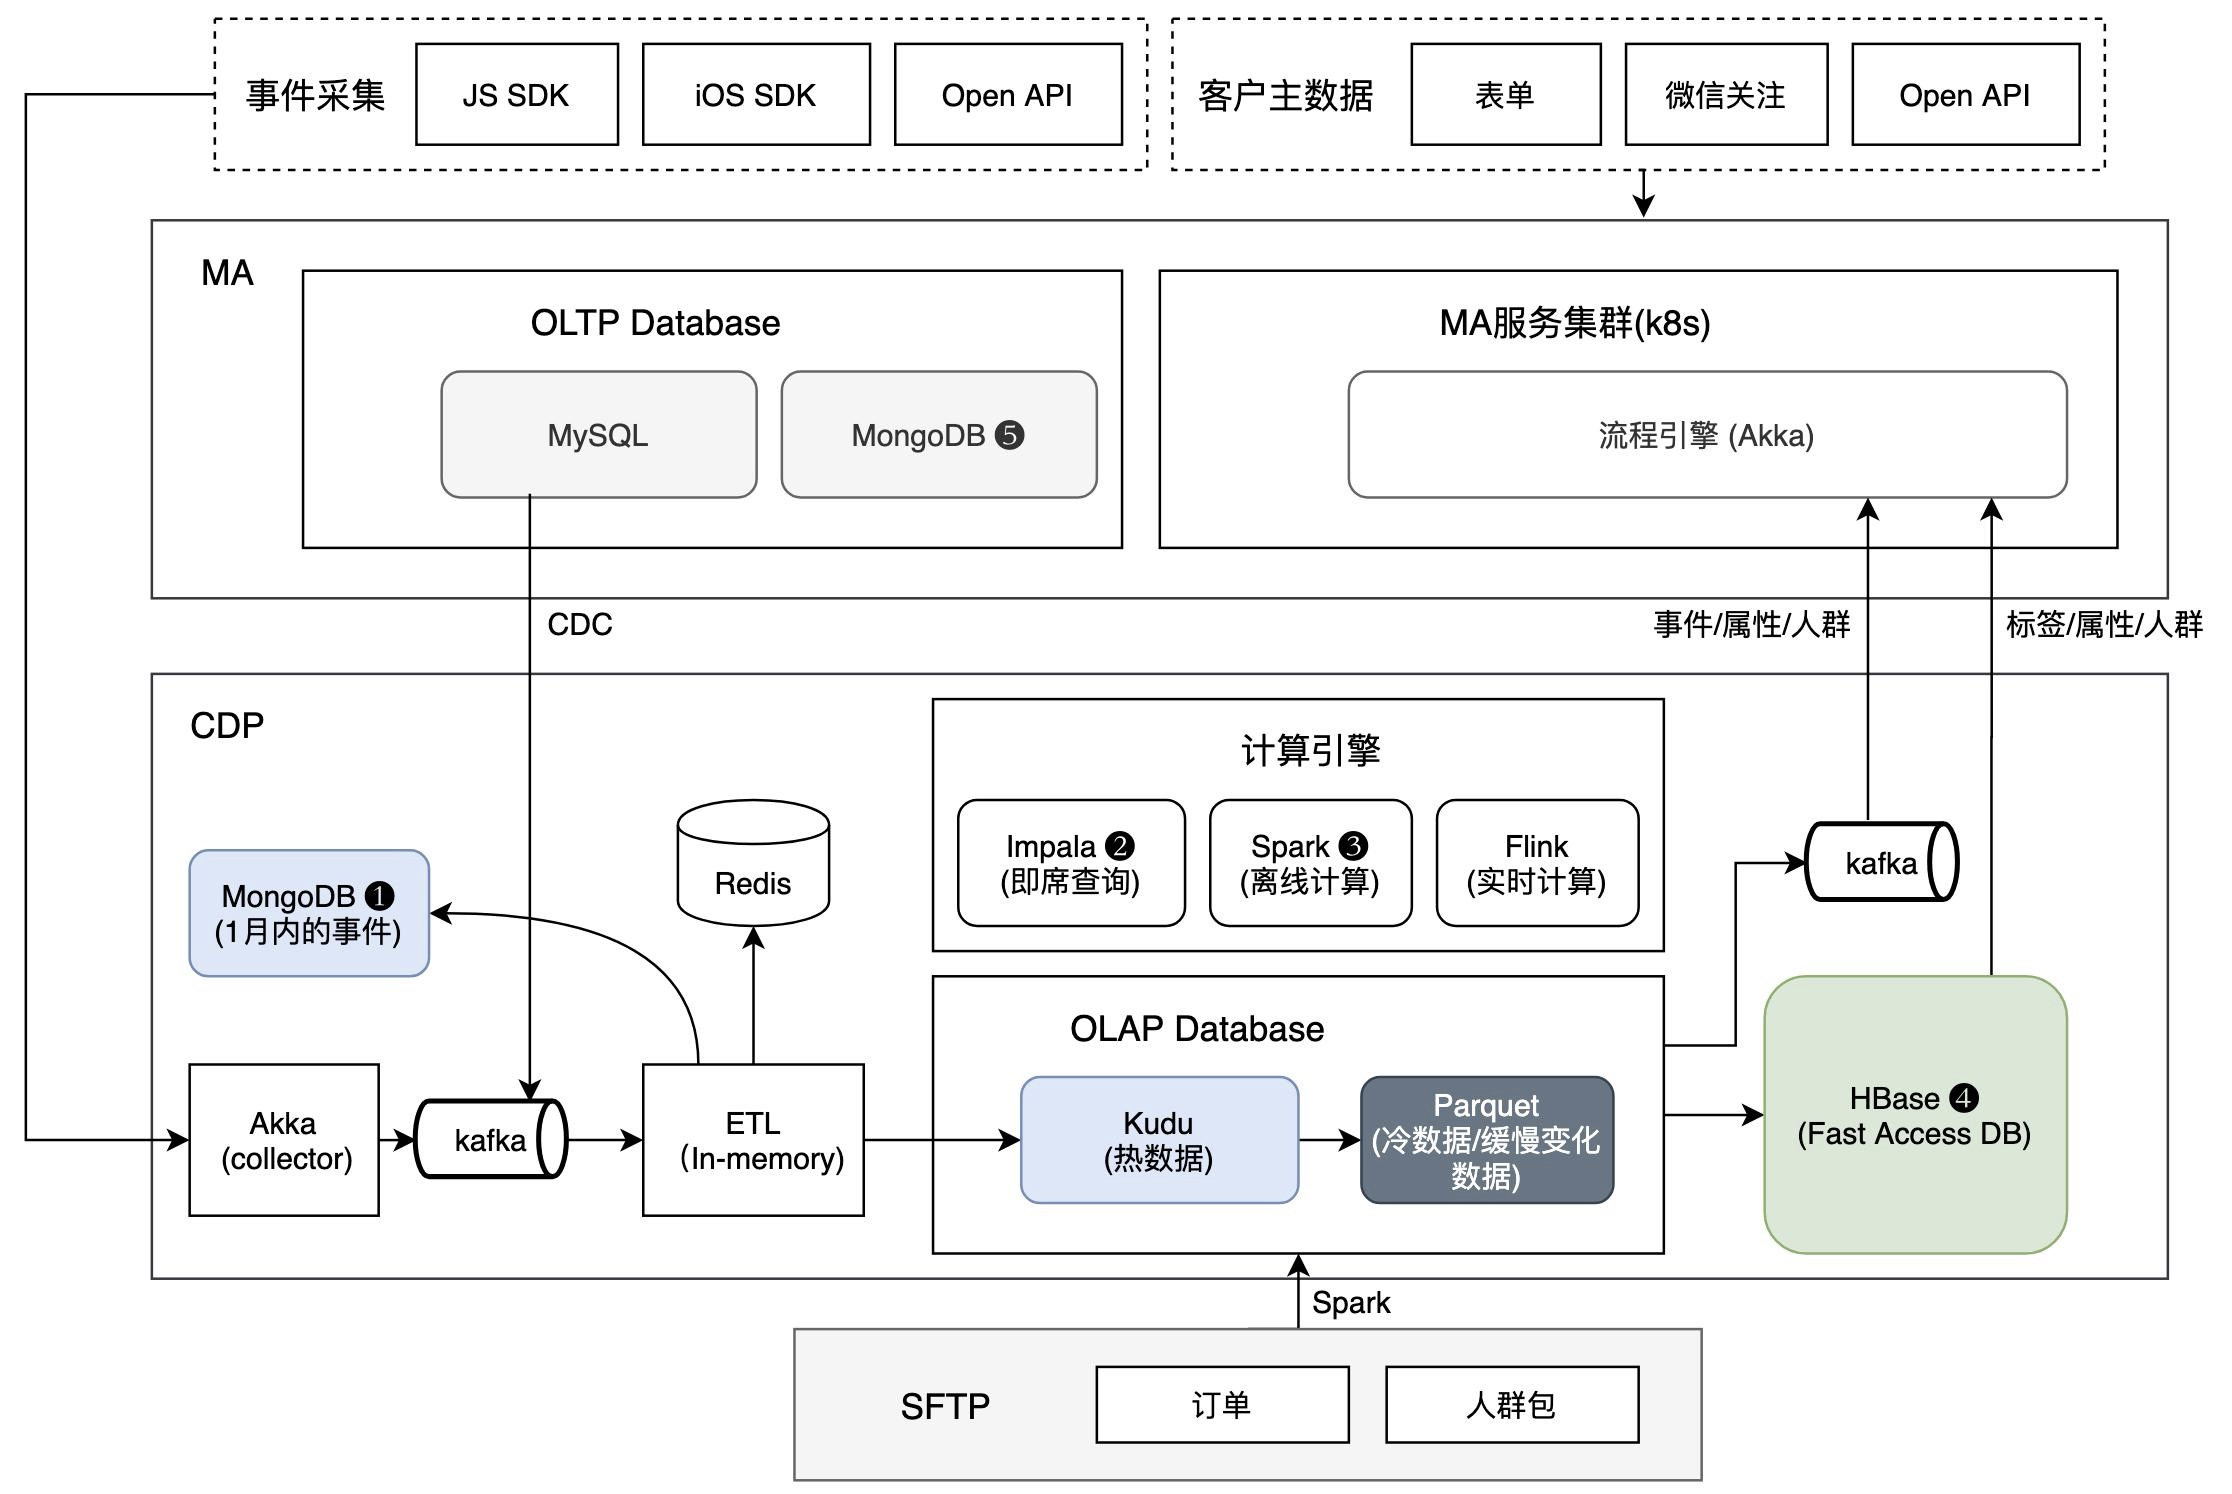 事件采集
JS SDK
iOS SDK
Open API
客户主数据
表单
微信关注
Open API
MA
OLTP Database
MySQL
MongoDB ❺
MA服务集群(k8s)
流程引擎 (Akka)
CDC
事件/属性/人群
标签/属性/人群
CDP
计算引擎
Impala ❷
(即席查询)
Spark ❸
(离线计算)
Flink
(实时计算)
kafka
Redis
MongoDB ❶
(1月内的事件)
Akka
(collector)
kafka
ETL
(In-memory)
OLAP Database
Kudu
(热数据)
Parquet
(冷数据/缓慢变化
数据)
HBase ❹
(Fast Access DB)
Spark
SFTP
订单
人群包